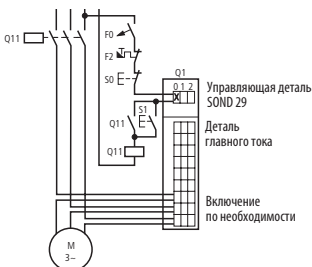 Q11
F0
F2
S0
Q1
0 1 2
X
Управляющая деталь
SOND 29
S1
Q11
Деталь
главного тока
Q11
Включение
по необходимости
M
3~